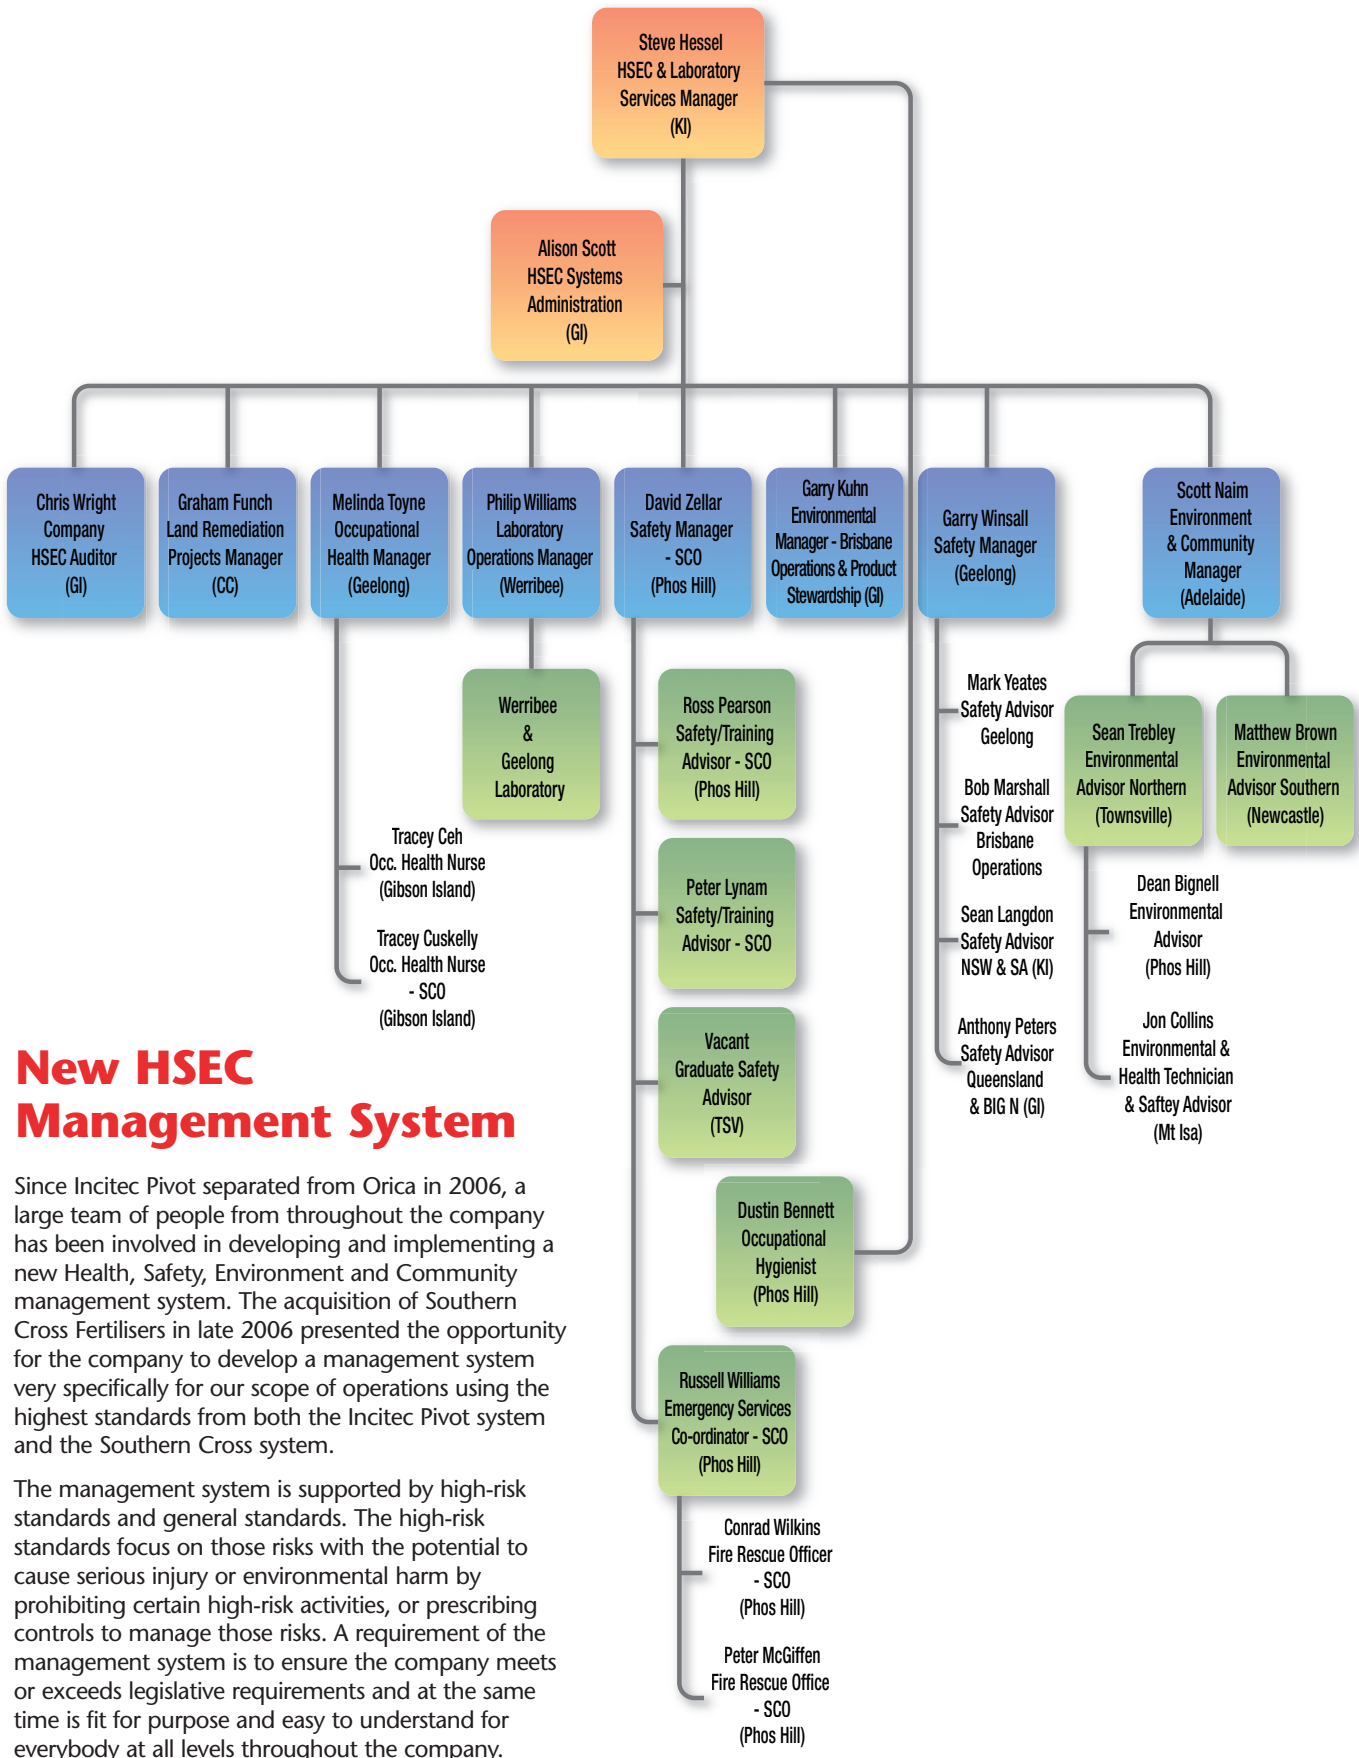 Steve Hessel
HSEC & Laboratory
Services Manager
(KI)
Alison Scott
HSEC Systems
Administration
(GI)
Chris Wright
Company
HSEC Auditor
(GI)
Graham Funch
Land Remediation
Projects Manager
(CC)
Melinda Toyne
Occupational
Health Manager
(Geelong)
Philip Williams
Laboratory
Operations Manager
(Werribee)
David Zellar
Safety Manager
- SCO
(Phos Hill)
Garry Kuhn
Environmental
Manager - Brisbane
Operations & Product
Stewardship (GI)
Garry Winsall
Safety Manager
(Geelong)
Scott Naim
Environment
& Community
Manager
(Adelaide)
Tracey Ceh
Occ. Health Nurse
(Gibson Island)
Tracey Cuskelly
Occ. Health Nurse
- SCO
(Gibson Island)
Werribee
&
Geelong
Laboratory
Ross Pearson
Safety/Training
Advisor - SCO
(Phos Hill)
Peter Lynam
Safety/Training
Advisor - SCO
Vacant
Graduate Safety
Advisor
(TSV)
Dustin Bennett
Occupational
Hygienist
(Phos Hill)
Russell Williams
Emergency Services
Co-ordinator - SCO
(Phos Hill)
Conrad Wilkins
Fire Rescue Officer
- SCO
(Phos Hill)
Peter McGiffen
Fire Rescue Office
- SCO
(Phos Hill)
Mark Yeates
Safety Advisor
Geelong
Bob Marshall
Safety Advisor
Brisbane
Operations
Sean Langdon
Safety Advisor
NSW & SA (KI)
Anthony Peters
Safety Advisor
Queensland
& BIG N (GI)
Sean Trebley
Environmental
Advisor Northern
(Townsville)
Matthew Brown
Environmental
Advisor Southern
(Newcastle)
Dean Bignell
Environmental
Advisor
(Phos Hill)
Jon Collins
Environmental &
Health Technician
& Saftey Advisor
(Mt Isa)
New HSEC
Management System
Since Incitec Pivot separated from Orica in 2006, a
large team of people from throughout the company
has been involved in developing and implementing a
new Health, Safety, Environment and Community
management system. The acquisition of Southern
Cross Fertilisers in late 2006 presented the opportunity
for the company to develop a management system
very specifically for our scope of operations using the
highest standards from both the Incitec Pivot system
and the Southern Cross system.
The management system is supported by high-risk
standards and general standards. The high-risk
standards focus on those risks with the potential to
cause serious injury or environmental harm by
prohibiting certain high-risk activities, or prescribing
controls to manage those risks. A requirement of the
management system is to ensure the company meets
or exceeds legislative requirements and at the same
time is fit for purpose and easy to understand for
everybody at all levels throughout the company.